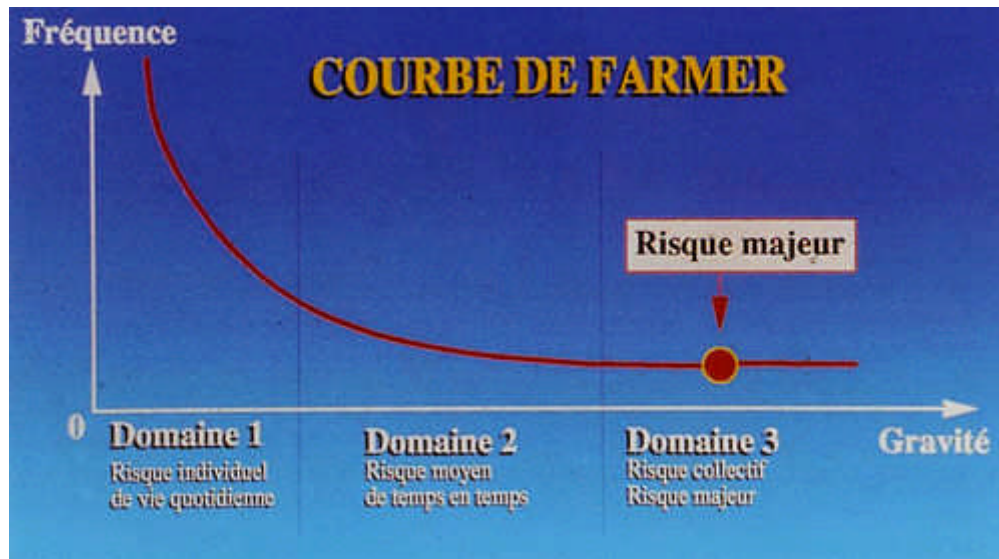 Fréquence
COURBE DE FARMER
Risque majeur
0
Gravité
Domaine 1
Risque individuel
de vie quotidienne
Domaine 2
Risque moyen
de temps en temps
Domaine 3
Risque collectif
Risque majeur